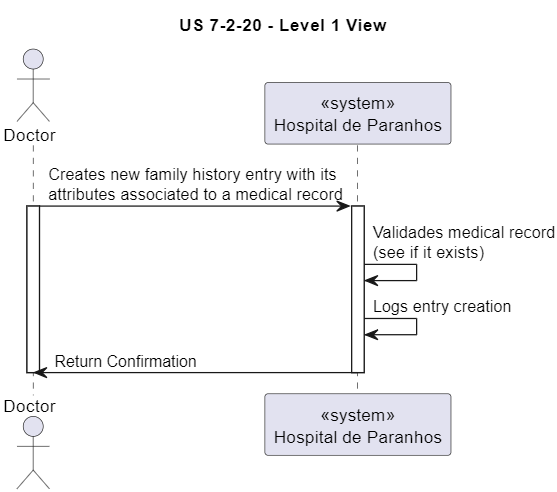 US 7-2-20 - Level 1 View
Doctor
«system»
Hospital de Paranhos
Creates new family history entry with its
attributes associated to a medical record
Validades medical record
(see if it exists)
Logs entry creation
Return Confirmation
Doctor
«system»
Hospital de Paranhos